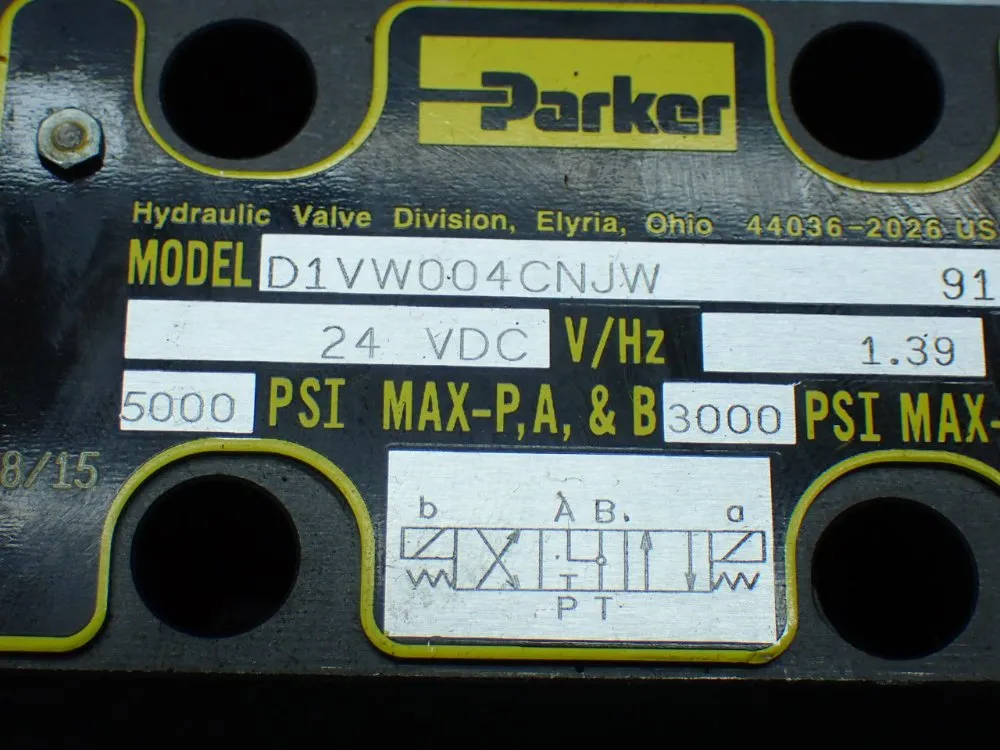 Parker
Hydraulic Valve Division, Elyria, Ohio 44036-2026 US
MODEL D1VW004CNJW 91
24 VDC V/Hz 1.39
5000 PSI MAX-P,A, & B 3000 PSI MAX-
8/15
b A B a
T
P T